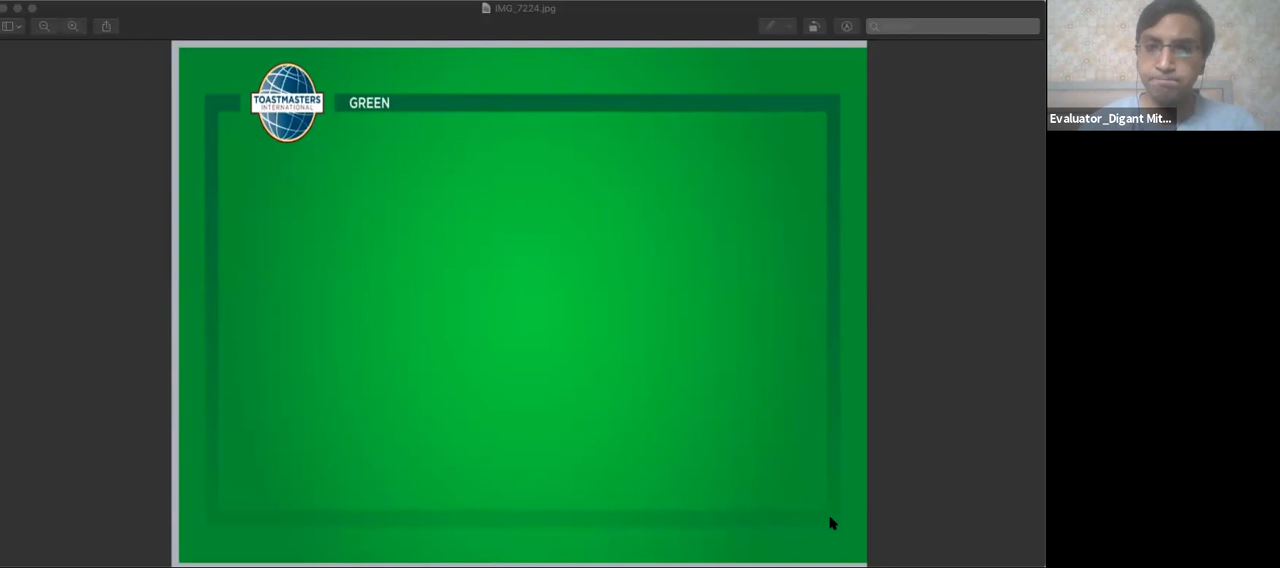 IMG_7224.jpg
TOASTMASTERS
INTERNATIONAL
GREEN
Evaluator_Digant Mit...